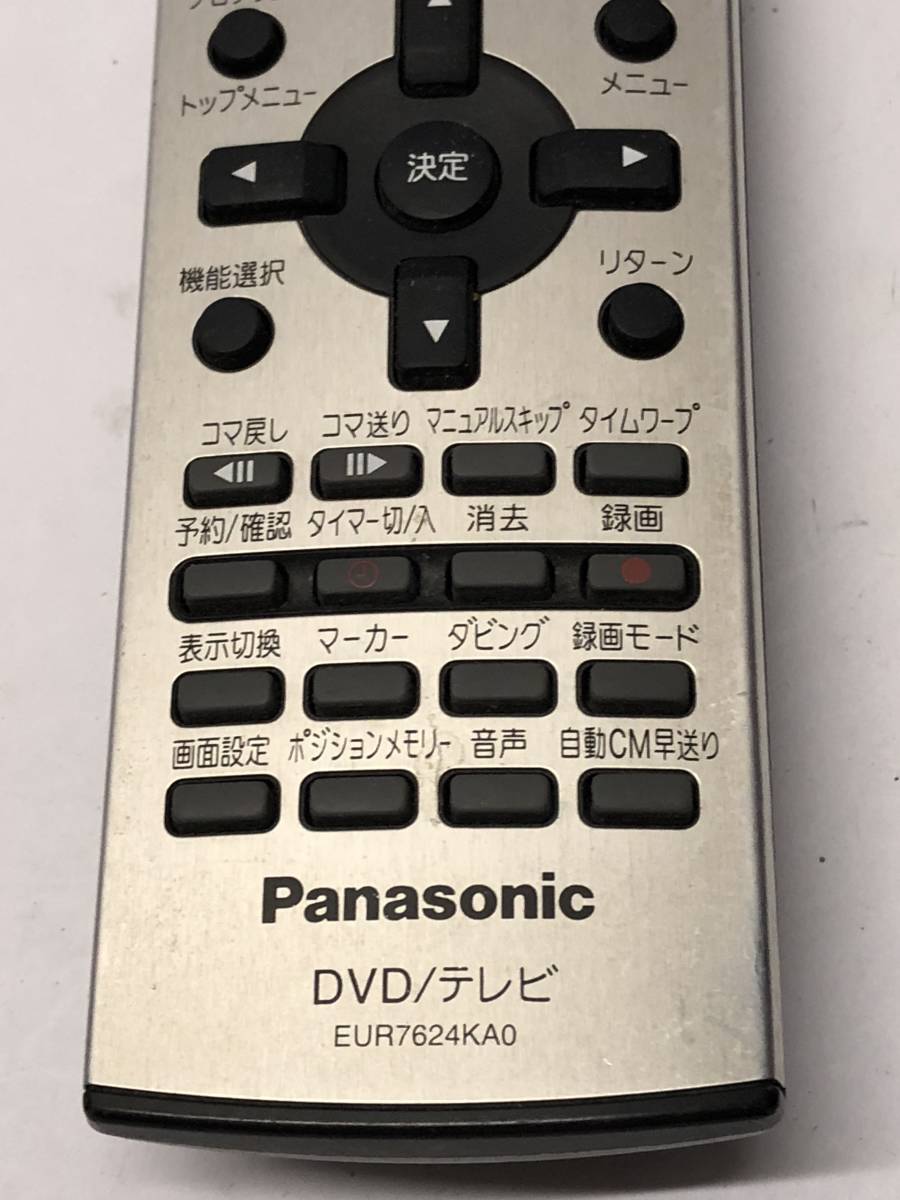 トップメニュー メニュー
決定
機能選択 リターン
コマ戻し コマ送り マニュアルスキップ タイムワープ
予約/確認 タイマー切/入 消去 録画
表示切換 マーカー ダビング 録画モード
画面設定 ポジションメモリー 音声 自動CM早送り
Panasonic
DVD/テレビ
EUR7624KA0